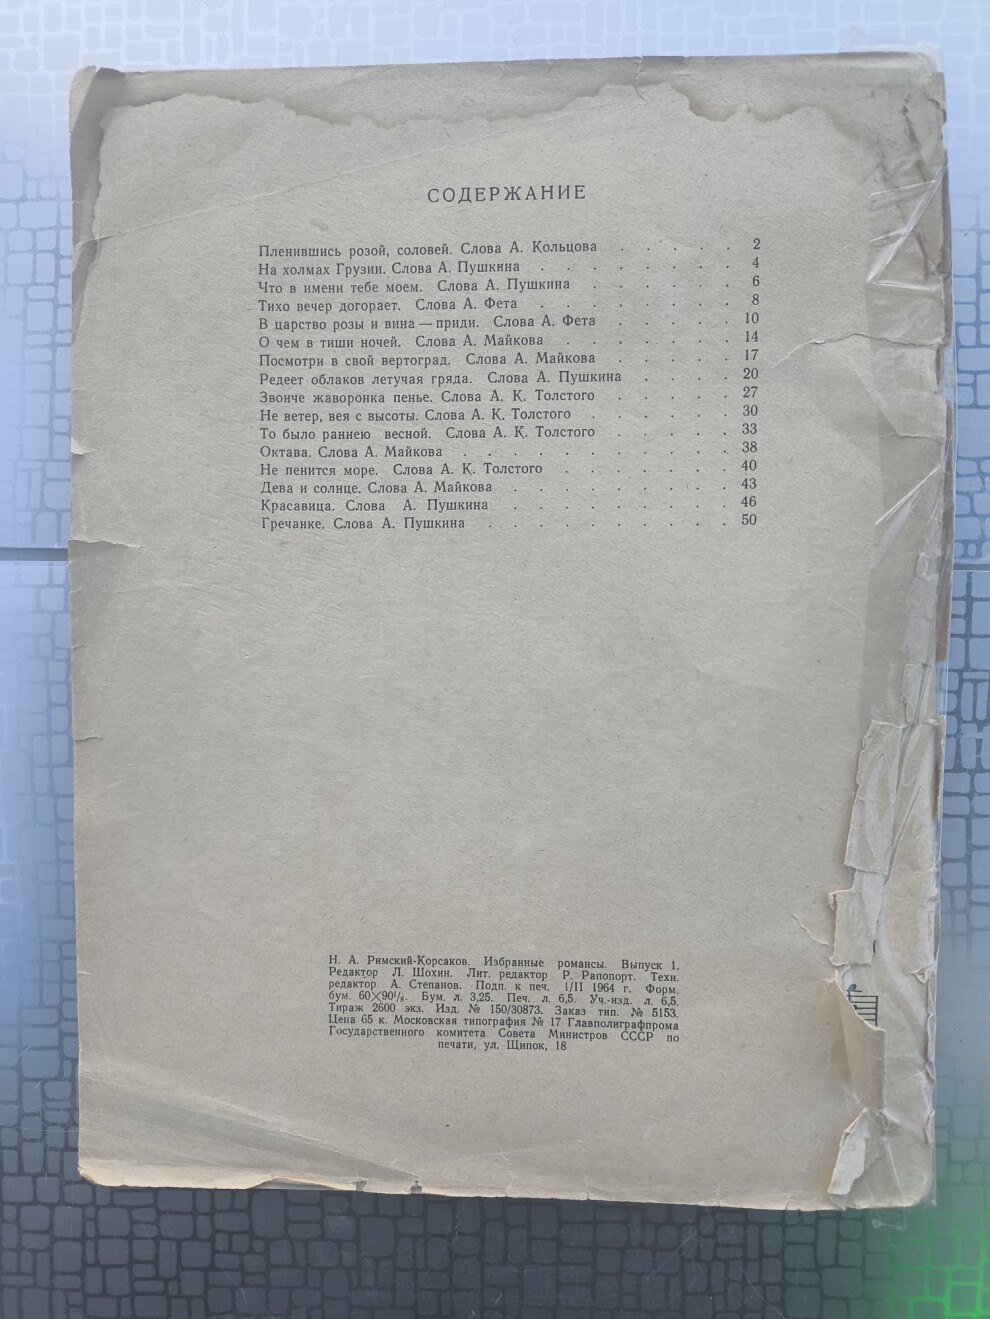 СОДЕРЖАНИЕ
Пленившись розой, соловей. Слова А. Кольцова . . . . . 2
На холмах Грузии. Слова А. Пушкина . . . . . . . . 4
Что в имени тебе моем. Слова А. Пушкина . . . . . . 6
Тихо вечер догорает. Слова А. Фета . . . . . . . . 8
В царство розы и вина — приди. Слова А. Фета . . . . . 10
О чем в тиши ночей. Слова А. Майкова . . . . . . . 14
Посмотри в свой вертоград. Слова А. Майкова . . . . . 17
Редеет облаков летучая гряда. Слова А. Пушкина . . . . 20
Звонче жаворонка пенье. Слова А. К. Толстого . . . . . 27
Не ветер, вея с высоты. Слова А. К. Толстого . . . . . . 30
То было раннею весной. Слова А. К. Толстого . . . . . 33
Октава. Слова А. Майкова . . . . . . . . . . . 38
Не пенится море. Слова А. К. Толстого . . . . . . . 40
Дева и солнце. Слова А. Майкова . . . . . . . . . 43
Красавица. Слова А. Пушкина . . . . . . . . . 46
Гречанке. Слова А. Пушкина . . . . . . . . . . 50
Н. А. Римский-Корсаков. Избранные романсы. Выпуск 1.
Редактор Л. Шохин. Лит. редактор Р. Рапопорт. Техн.
редактор А. Степанов. Подп. к печ. 1/II 1964 г. Форм.
бум. 60×90¹/₈. Бум. л. 3,25. Печ. л. 6,5. Уч.-изд. л. 6,5.
Тираж 2600 экз. Изд. № 150/30873. Заказ тип. № 5153.
Цена 65 к. Московская типография № 17 Главполиграфпрома
Государственного комитета Совета Министров СССР по
печати, ул. Щипок, 18